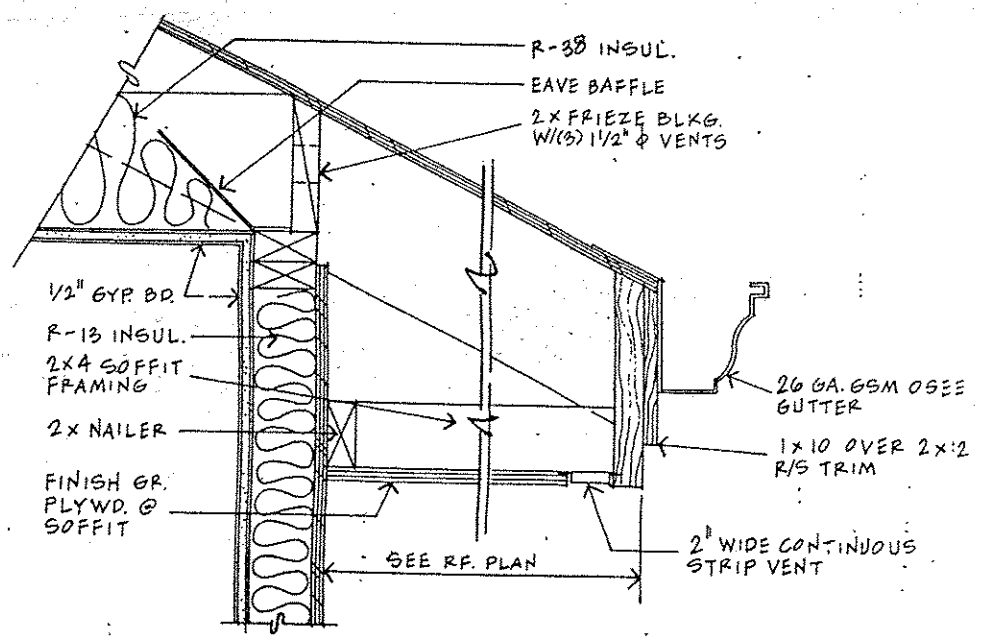 R-38 INSUL.
EAVE BAFFLE
2X FRIEZE BLKG.
W/(3) 1 1/2" ϕ VENTS
1/2" GYP. BD.
R-13 INSUL.
2X4 SOFFIT
FRAMING
2X NAILER
FINISH GR.
PLYWD. @
SOFFIT
26 GA. GSM OGEE
GUTTER
1X10 OVER 2X12
R/S TRIM
2" WIDE CONTINUOUS
STRIP VENT
SEE RF. PLAN